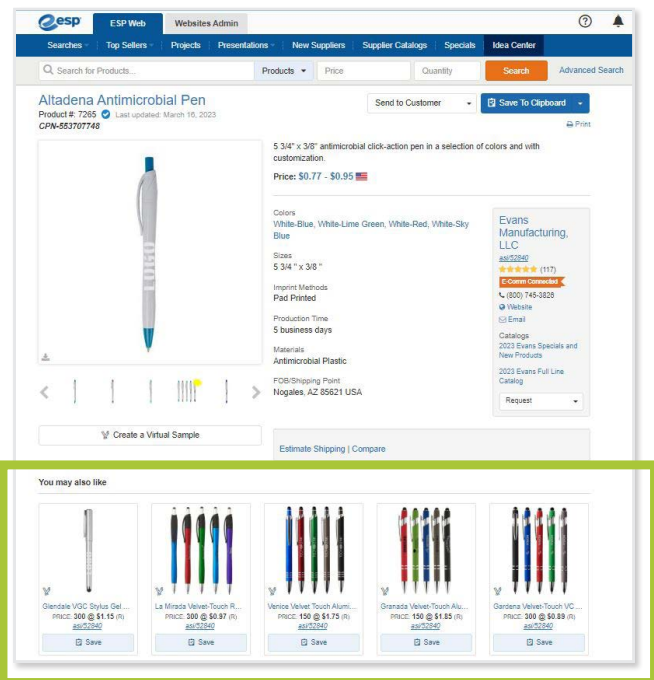 esp
ESP Web
Websites Admin
Searches
Top Sellers
Projects
Presentations
New Suppliers
Supplier Catalogs
Specials
Idea Center
Search for Products...
Products
Price
Quantity
Search
Advanced Search
Altadena Antimicrobial Pen
Send to Customer
Save To Clipboard
Product #: 7265
Last updated: March 16, 2023
CPN-553707748
Print
5 3/4" x 3/8" antimicrobial click-action pen in a selection of colors and with
customization.
Price: $0.77 - $0.95
LOGO
Colors
White-Blue, White-Lime Green, White-Red, White-Sky
Blue
Sizes
5 3/4 " x 3/8 "
Imprint Methods
Pad Printed
Production Time
5 business days
Materials
Antimicrobial Plastic
FOB/Shipping Point
Nogales, AZ 85621 USA
Evans
Manufacturing,
LLC
asi/52840
(117)
E-Comm Connected
(800) 745-3826
Website
Email
Catalogs
2023 Evans Specials and
New Products
2023 Evans Full Line
Catalog
Request
Create a Virtual Sample
Estimate Shipping | Compare
You may also like
Glendale VGC Stylus Gel ...
PRICE: 300 @ $1.15 (R)
asi/52840
Save
La Mirada Velvet-Touch R...
PRICE: 300 @ $0.97 (R)
asi/52840
Save
Venice Velvet Touch Alumi...
PRICE: 150 @ $1.75 (R)
asi/52840
Save
Granada Velvet-Touch Alu...
PRICE: 150 @ $1.85 (R)
asi/52840
Save
Gardena Velvet-Touch VC ...
PRICE: 300 @ $0.89 (R)
asi/52840
Save